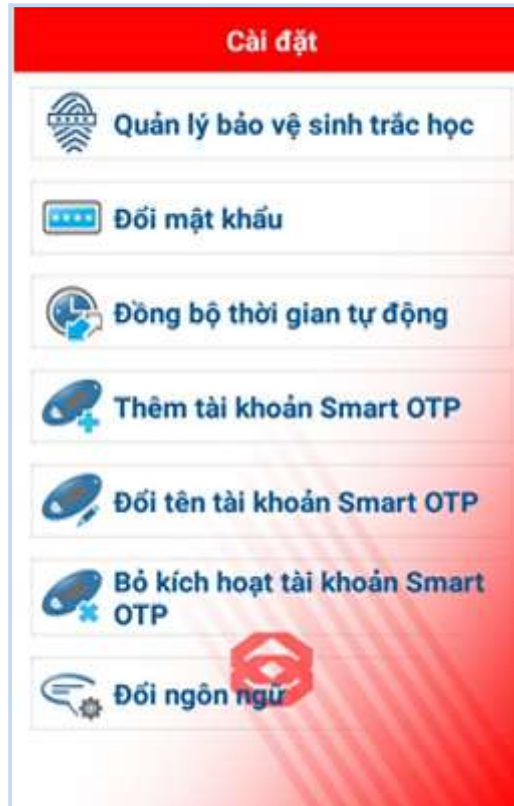 Cài đặt
Quản lý bảo vệ sinh trắc học
Đổi mật khẩu
Đồng bộ thời gian tự động
Thêm tài khoản Smart OTP
Đổi tên tài khoản Smart OTP
Bỏ kích hoạt tài khoản Smart
OTP
Đổi ngôn ngữ